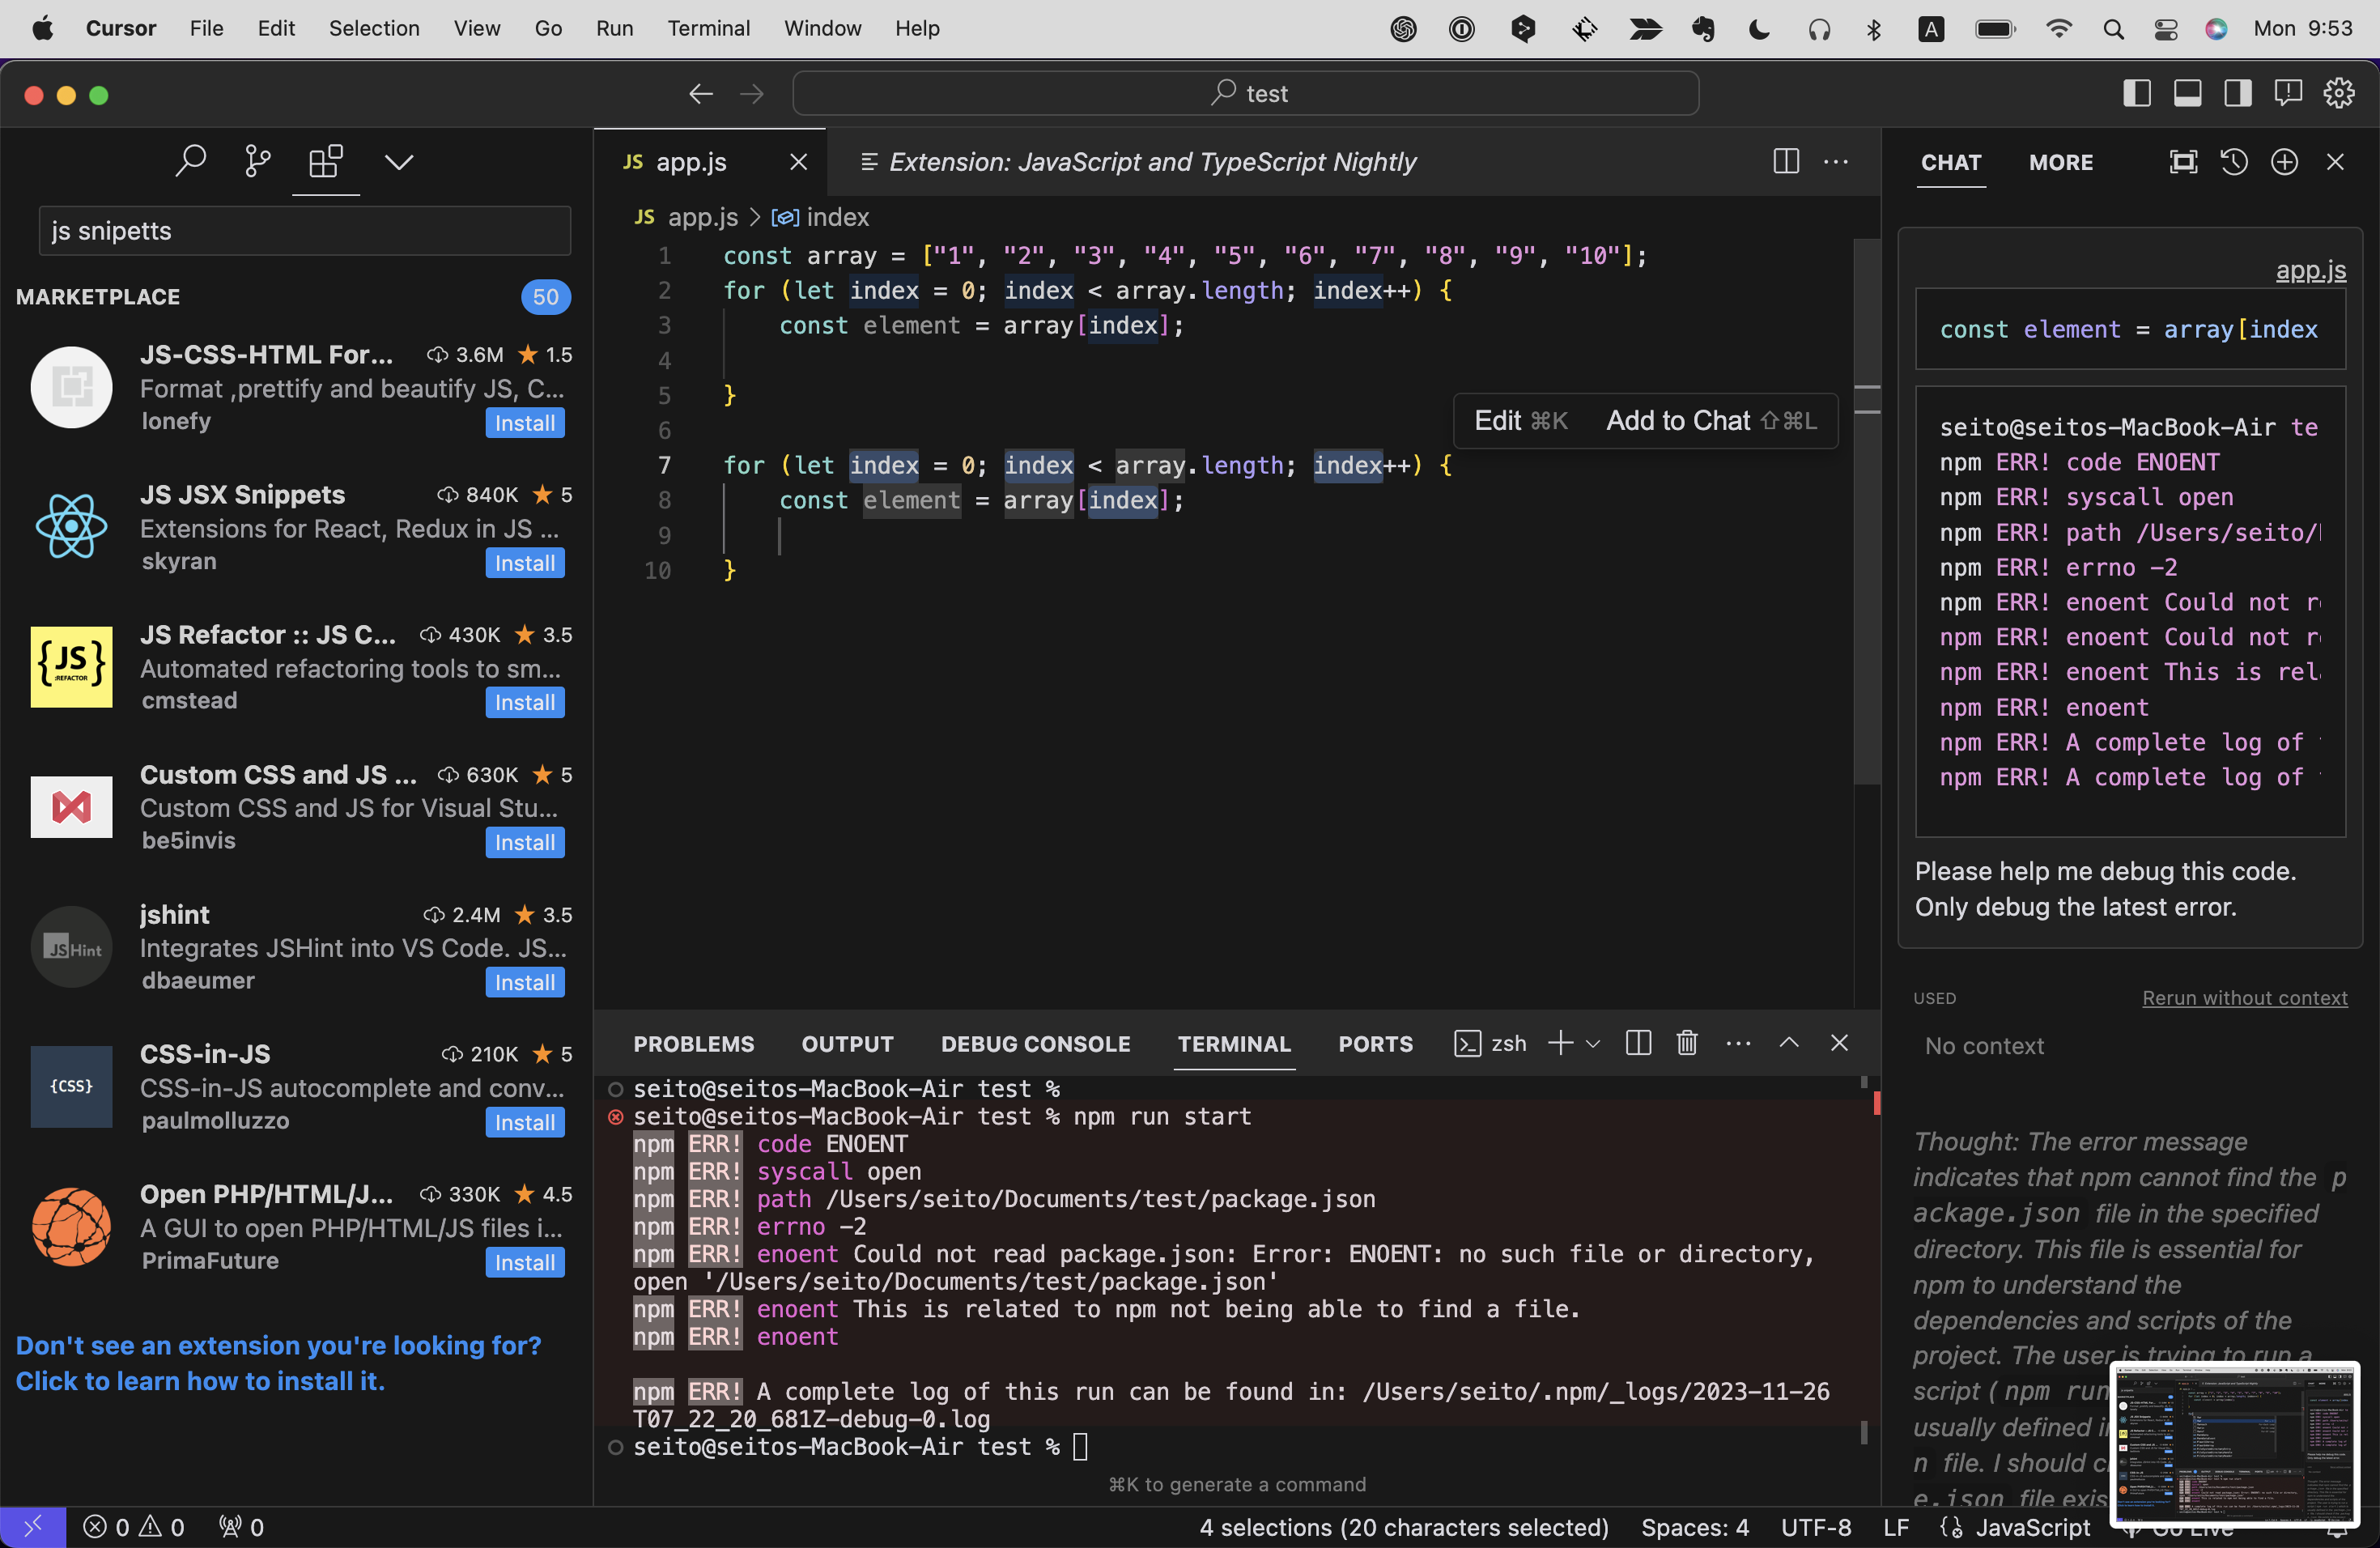 Cursor File Edit Selection View Go Run Terminal Window Help A Mon 9:53
test
js snipetts
MARKETPLACE 50
JS-CSS-HTML For... 3.6M 1.5
Format ,prettify and beautify JS, C...
lonefy Install
JS JSX Snippets 840K 5
Extensions for React, Redux in JS ...
skyran Install
{JS}
:REFACTOR
JS Refactor :: JS C... 430K 3.5
Automated refactoring tools to sm...
cmstead Install
Custom CSS and JS ... 630K 5
Custom CSS and JS for Visual Stu...
be5invis Install
JSHint
jshint 2.4M 3.5
Integrates JSHint into VS Code. JS...
dbaeumer Install
{CSS}
CSS-in-JS 210K 5
CSS-in-JS autocomplete and conv...
paulmolluzzo Install
Open PHP/HTML/J... 330K 4.5
A GUI to open PHP/HTML/JS files i...
PrimaFuture Install
Don't see an extension you're looking for?
Click to learn how to install it.
JS app.js Extension: JavaScript and TypeScript Nightly
JS app.js > index
1 const array = ["1", "2", "3", "4", "5", "6", "7", "8", "9", "10"];
2 for (let index = 0; index < array.length; index++) {
3 const element = array[index];
4
5 }
6
Edit ⌘K Add to Chat ⇧⌘L
7 for (let index = 0; index < array.length; index++) {
8 const element = array[index];
9
10 }
PROBLEMS OUTPUT DEBUG CONSOLE TERMINAL PORTS zsh
seito@seitos-MacBook-Air test %
seito@seitos-MacBook-Air test % npm run start
npm ERR! code ENOENT
npm ERR! syscall open
npm ERR! path /Users/seito/Documents/test/package.json
npm ERR! errno -2
npm ERR! enoent Could not read package.json: Error: ENOENT: no such file or directory,
open '/Users/seito/Documents/test/package.json'
npm ERR! enoent This is related to npm not being able to find a file.
npm ERR! enoent
npm ERR! A complete log of this run can be found in: /Users/seito/.npm/_logs/2023-11-26
T07_22_20_681Z-debug-0.log
seito@seitos-MacBook-Air test %
⌘K to generate a command
CHAT MORE
app.js
const element = array[index
seito@seitos-MacBook-Air te
npm ERR! code ENOENT
npm ERR! syscall open
npm ERR! path /Users/seito/
npm ERR! errno -2
npm ERR! enoent Could not r
npm ERR! enoent Could not r
npm ERR! enoent This is rel
npm ERR! enoent
npm ERR! A complete log of
npm ERR! A complete log of
Please help me debug this code.
Only debug the latest error.
USED Rerun without context
No context
Thought: The error message
indicates that npm cannot find the p
ackage.json file in the specified
directory. This file is essential for
npm to understand the
dependencies and scripts of the
project. The user is trying to run a
script ( npm run
usually defined i
n file. I should c
e.json file exis
0 0 0 4 selections (20 characters selected) Spaces: 4 UTF-8 LF JavaScript Go Live